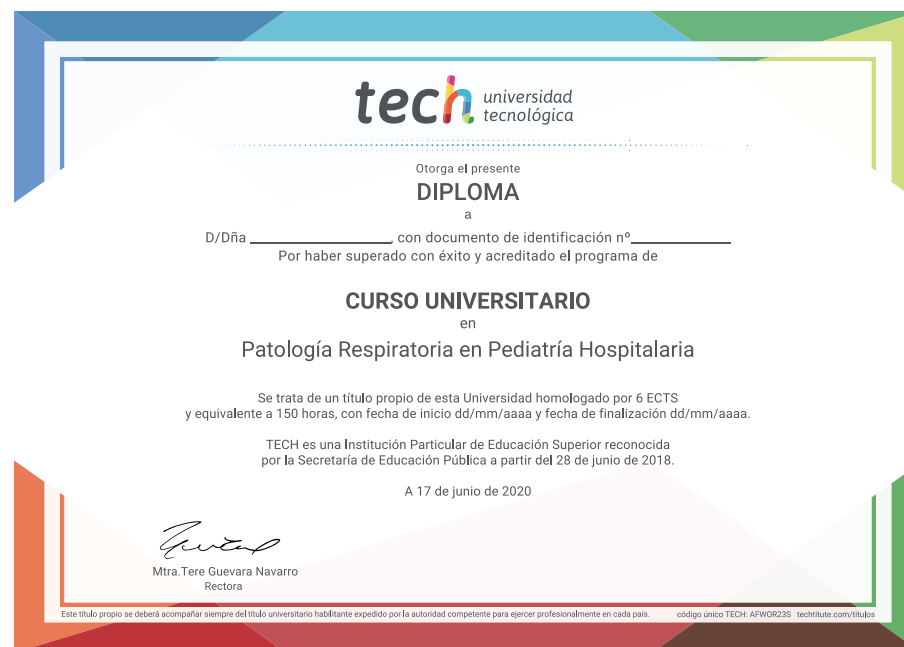 tech universidad
tecnológica
Otorga el presente
DIPLOMA
a
D/Dña ____________________, con documento de identificación nº______________
Por haber superado con éxito y acreditado el programa de
CURSO UNIVERSITARIO
en
Patología Respiratoria en Pediatría Hospitalaria
Se trata de un título propio de esta Universidad homologado por 6 ECTS
y equivalente a 150 horas, con fecha de inicio dd/mm/aaaa y fecha de finalización dd/mm/aaaa.
TECH es una Institución Particular de Educación Superior reconocida
por la Secretaría de Educación Pública a partir del 28 de junio de 2018.
A 17 de junio de 2020
Mtra.Tere Guevara Navarro
Rectora
Este título propio se deberá acompañar siempre del título universitario habilitante expedido por la autoridad competente para ejercer profesionalmente en cada país. código único TECH: AFWOR23S techtitute.com/titulos